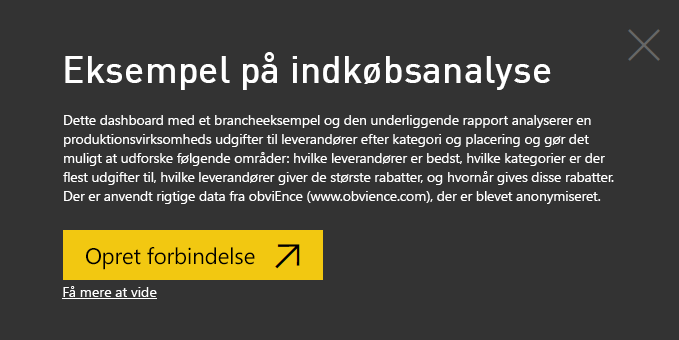 Eksempel på indkøbsanalyse
Dette dashboard med et brancheeksempel og den underliggende rapport analyserer en
produktionsvirksomheds udgifter til leverandører efter kategori og placering og gør det
muligt at udforske følgende områder: hvilke leverandører er bedst, hvilke kategorier er der
flest udgifter til, hvilke leverandører giver de største rabatter, og hvornår gives disse rabatter.
Der er anvendt rigtige data fra obviEnce (www.obvience.com), der er blevet anonymiseret.
Opret forbindelse
Få mere at vide